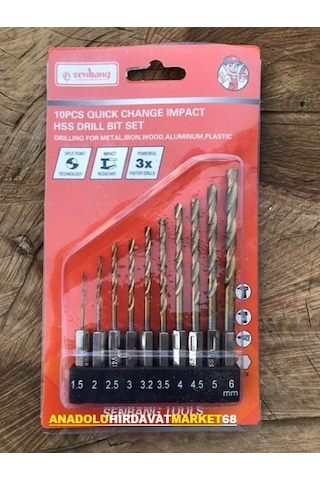 senbang
10PCS QUICK CHANGE IMPACT
HSS DRILL BIT SET
DRILLING FOR METAL,IRON,WOOD,ALUMINUM,PLASTIC
SPLIT POINT
TECHNOLOGY
IMPACT
RESISTANT
POWERFUL
3x
FASTER DRILLS
1.5 2 2.5 3 3.2 3.5 4 4.5 5 6
mm
SENBANG TOOLS
ANADOLUHIRDAVATMARKET68